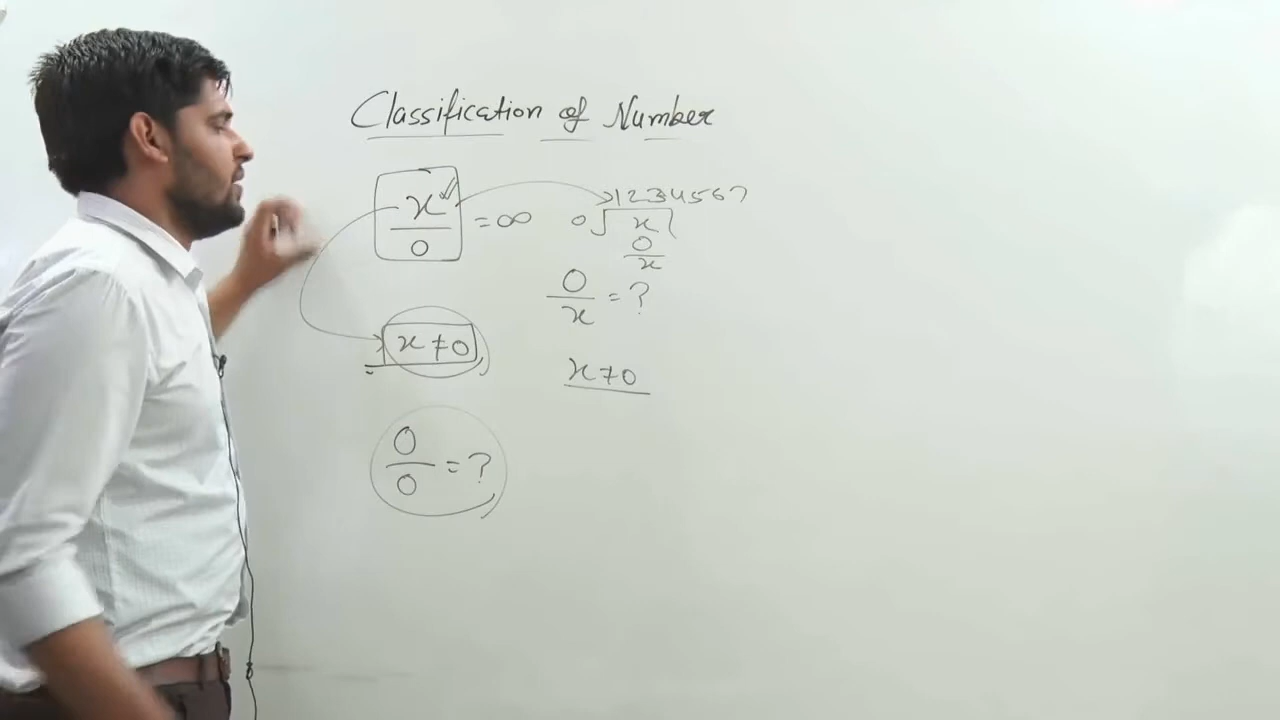 Classification of Number
x/0 = ∞
1234567
0) x (
0
x
0/x = ?
x ≠ 0
x ≠ 0
0/0 = ?